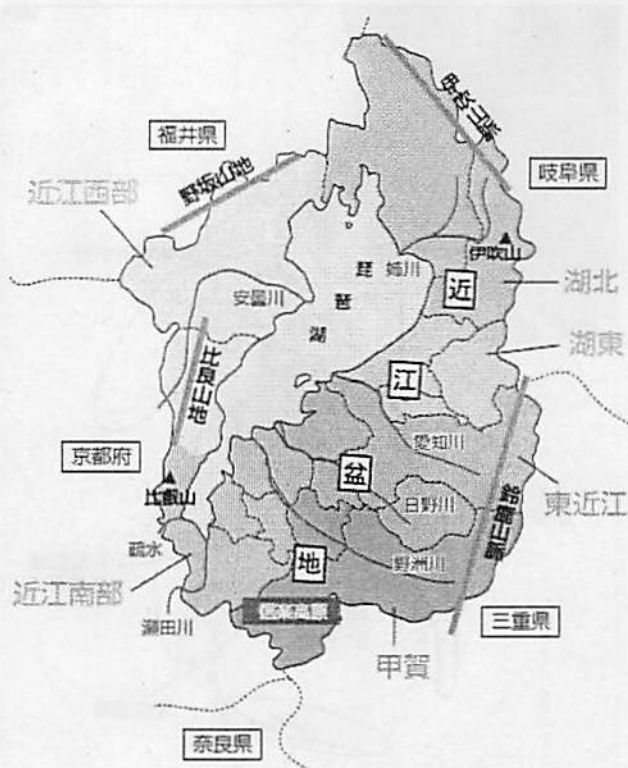 福井県
野坂山地
岐阜県
近江西部
伊吹山
琵琶湖
姉川
近江盆地
湖北
安曇川
湖東
比良山地
愛知川
京都府
比叡山
日野川
東近江
鈴鹿山脈
疏水
野洲川
近江南部
瀬田川
三重県
甲賀
奈良県